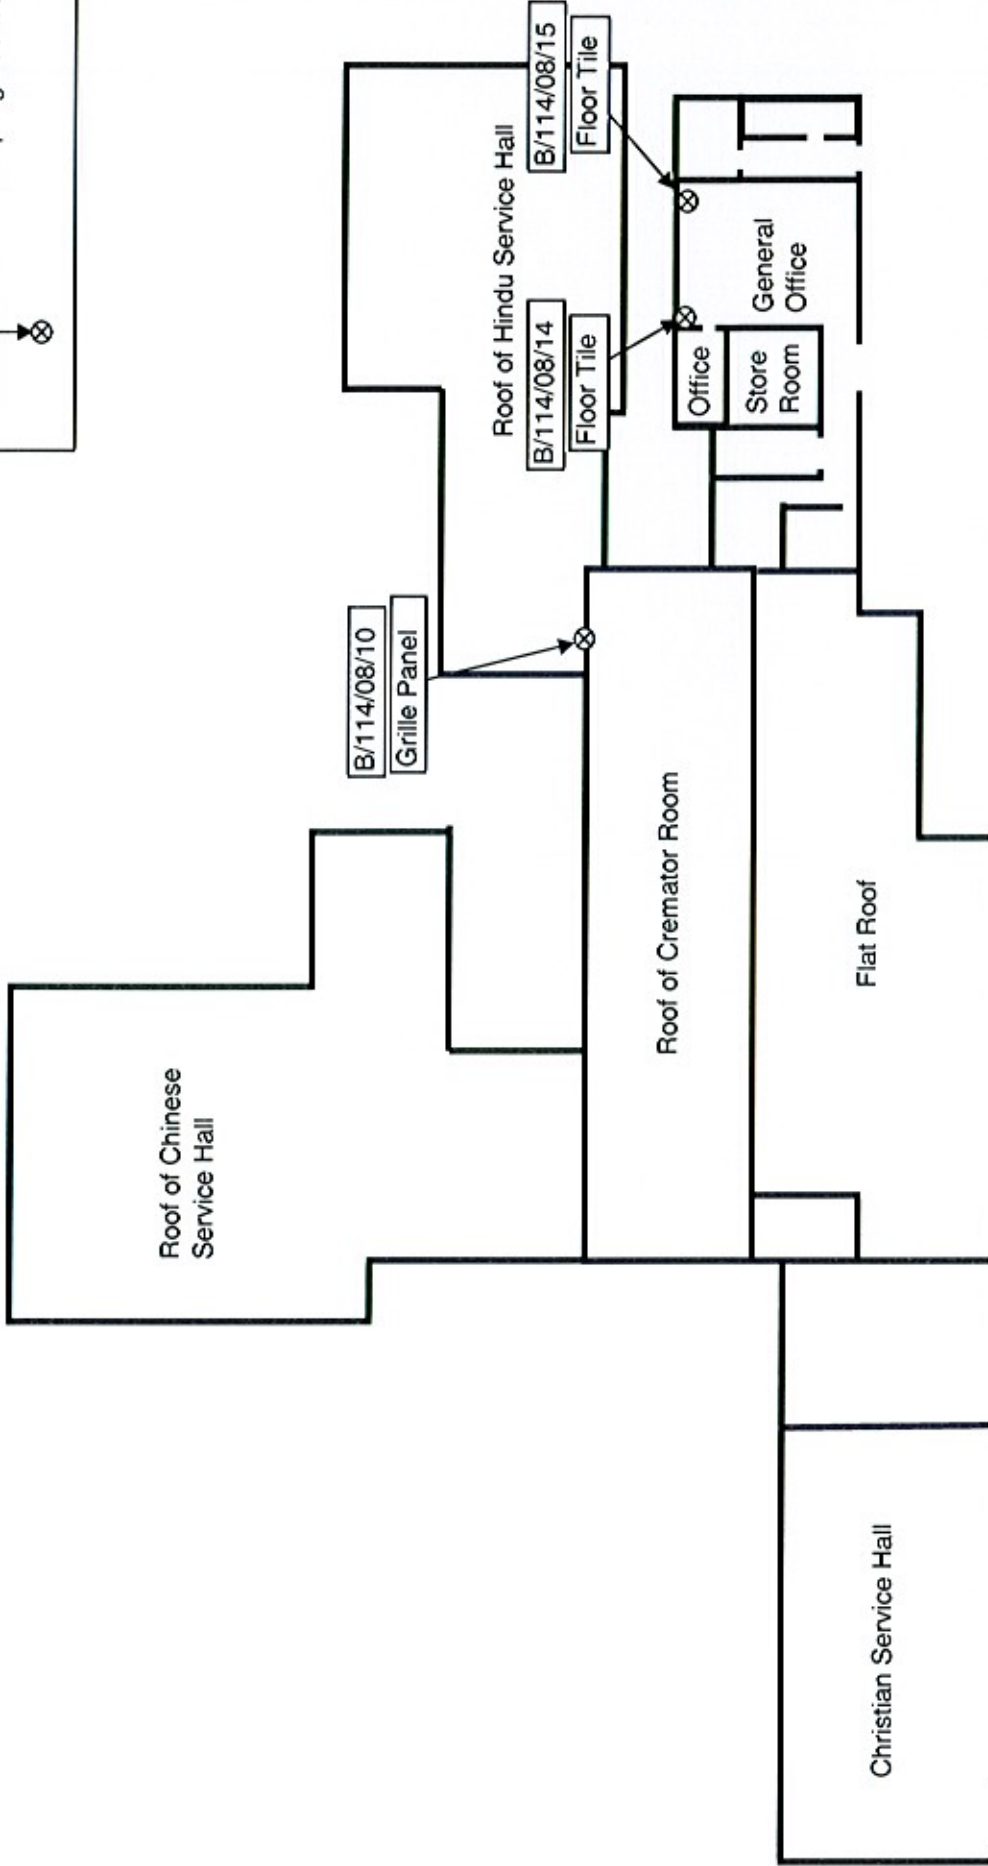 Roof of Chinese
Service Hall
B/114/08/10
Grille Panel
Roof of Hindu Service Hall
B/114/08/14
Floor Tile
B/114/08/15
Floor Tile
Roof of Cremator Room
Office
Store
Room
General
Office
Flat Roof
Christian Service Hall